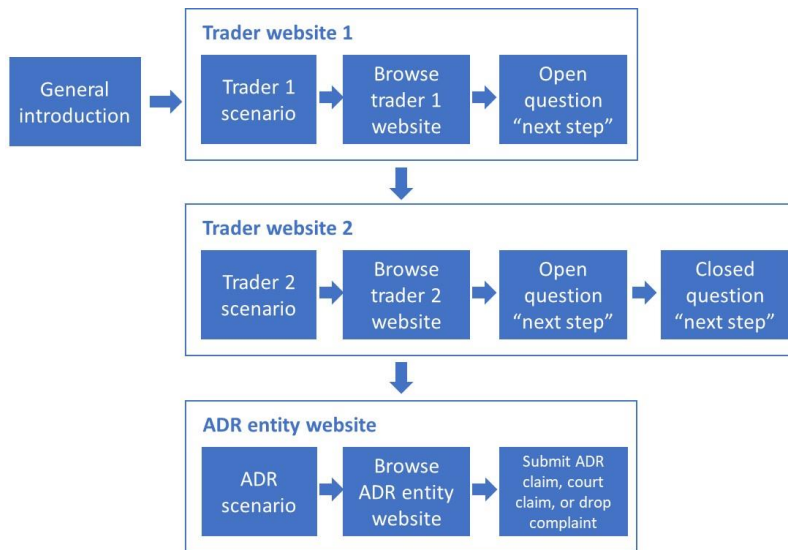 Trader website 1
General
introduction
Trader 1
scenario
Browse
trader 1
website
Open
question
“next step”
Trader website 2
Trader 2
scenario
Browse
trader 2
website
Open
question
“next step”
Closed
question
“next step”
ADR entity website
ADR
scenario
Browse
ADR entity
website
Submit ADR
claim, court
claim, or drop
complaint